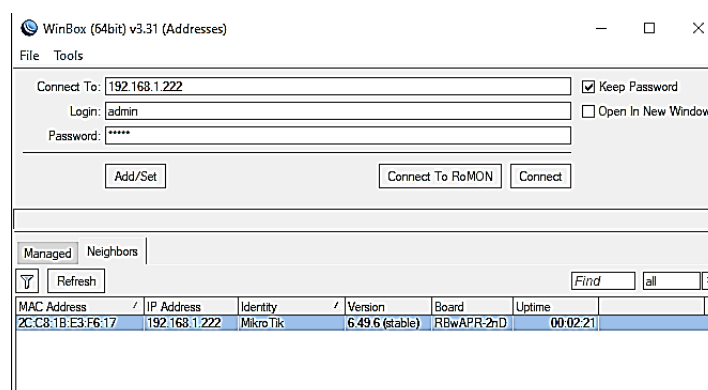 WinBox (64bit) v3.31 (Addresses)
File Tools
Connect To: 192.168.1.222
Keep Password
Login: admin
Open In New Window
Password: *****
Add/Set
Connect To RoMON
Connect
Managed
Neighbors
Refresh
Find
all
MAC Address / IP Address Identity / Version Board Uptime
2C:C8:1B:E3:F6:17 192.168.1.222 MikroTik 6.49.6 (stable) RBwAPR-2nD 00:02:21